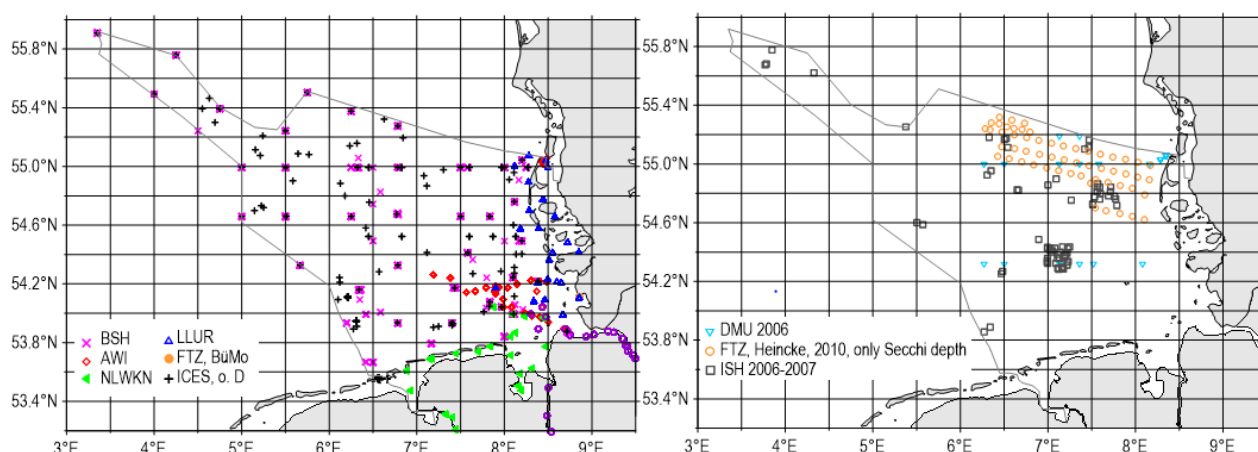 55.8°N
55.4°N
55.0°N
54.6°N
54.2°N
53.8°N
53.4°N
3°E 4°E 5°E 6°E 7°E 8°E 9°E
BSH
AWI
NLWKN
LLUR
FTZ, BüMo
ICES, o. D
55.8°N
55.4°N
55.0°N
54.6°N
54.2°N
53.8°N
53.4°N
3°E 4°E 5°E 6°E 7°E 8°E 9°E
DMU 2006
FTZ, Heincke, 2010, only Secchi depth
ISH 2006-2007